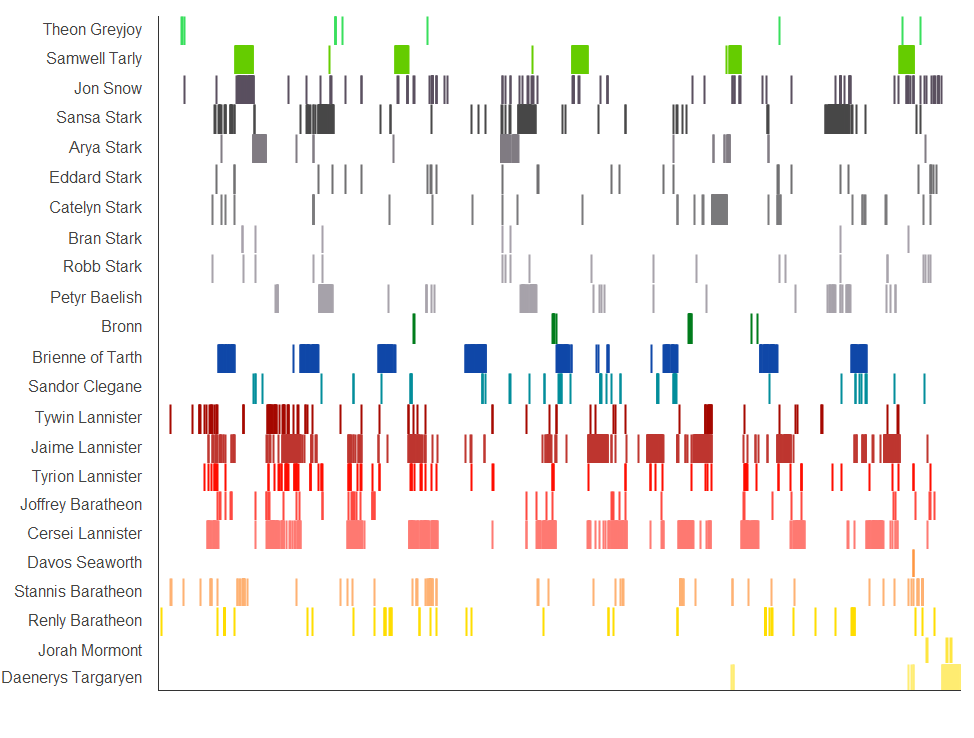 Theon Greyjoy
Samwell Tarly
Jon Snow
Sansa Stark
Arya Stark
Eddard Stark
Catelyn Stark
Bran Stark
Robb Stark
Petyr Baelish
Bronn
Brienne of Tarth
Sandor Clegane
Tywin Lannister
Jaime Lannister
Tyrion Lannister
Joffrey Baratheon
Cersei Lannister
Davos Seaworth
Stannis Baratheon
Renly Baratheon
Jorah Mormont
Daenerys Targaryen